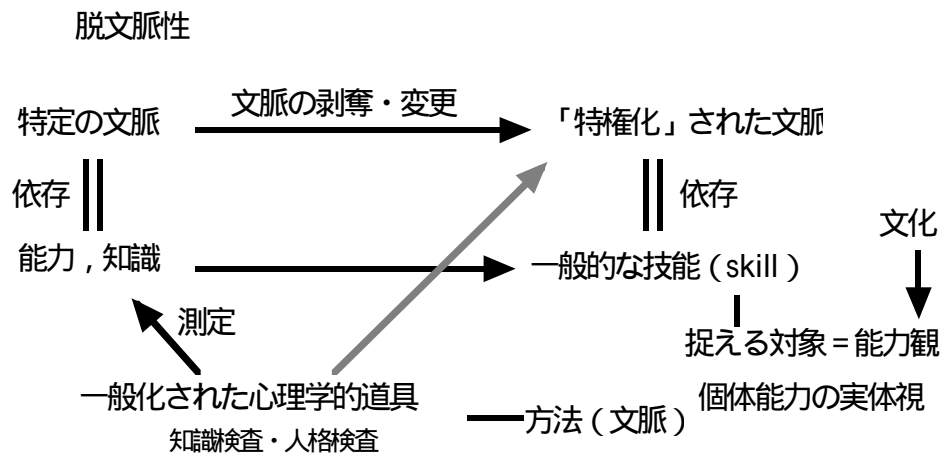 脱文脈性
文脈の剥奪・変更
特定の文脈
「特権化」された文脈
依存
依存
文化
能力，知識
一般的な技能（skill）
測定
捉える対象＝能力観
一般化された心理学的道具
個体能力の実体視
方法（文脈）
知識検査・人格検査